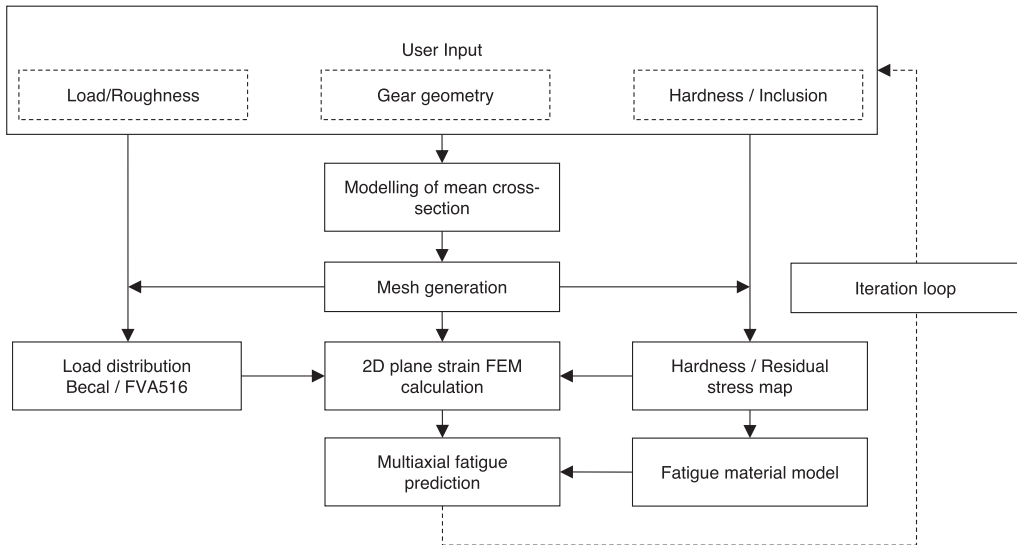 User Input
Load/Roughness
Gear geometry
Hardness / Inclusion
Modelling of mean cross-
section
Mesh generation
Iteration loop
Load distribution
Becal / FVA516
2D plane strain FEM
calculation
Hardness / Residual
stress map
Multiaxial fatigue
prediction
Fatigue material model